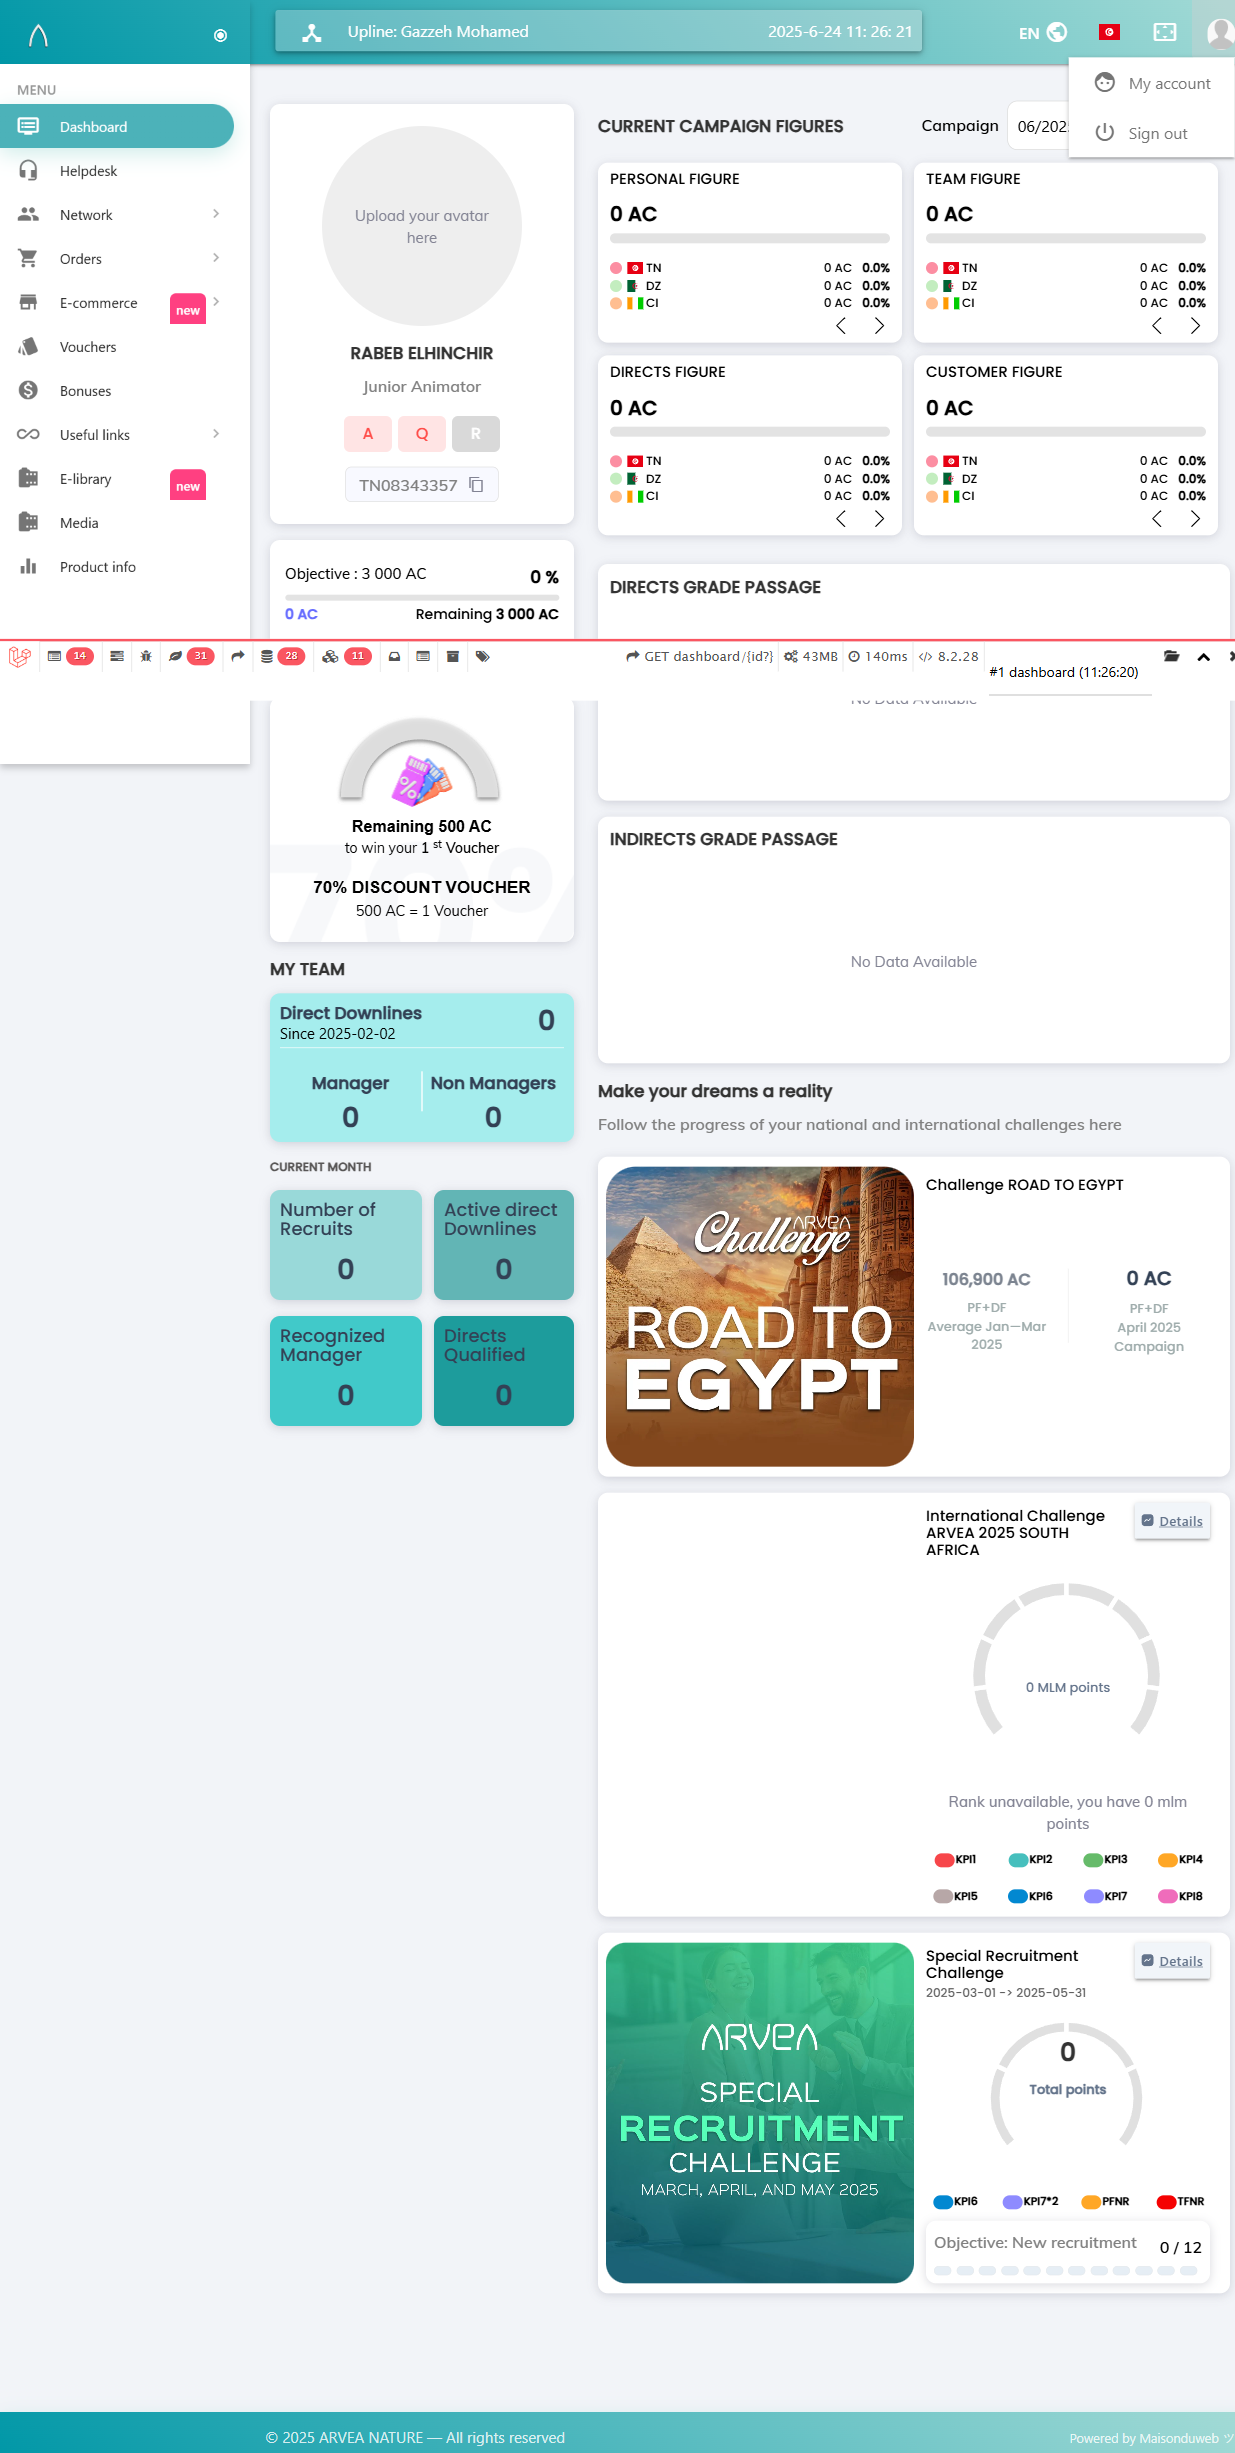 Upline: Gazzeh Mohamed
2025-6-24 11: 26: 21
EN
My account
Sign out
MENU
Dashboard
Helpdesk
Network
Orders
E-commerce
new
Vouchers
Bonuses
Useful links
E-library
new
Media
Product info
Upload your avatar
here
RABEB ELHINCHIR
Junior Animator
A Q R
TN08343357
Objective : 3 000 AC
0 %
0 AC
Remaining 3 000 AC
CURRENT CAMPAIGN FIGURES
Campaign
06/202
PERSONAL FIGURE
0 AC
TN 0 AC 0.0%
DZ 0 AC 0.0%
CI 0 AC 0.0%
TEAM FIGURE
0 AC
TN 0 AC 0.0%
DZ 0 AC 0.0%
CI 0 AC 0.0%
DIRECTS FIGURE
0 AC
TN 0 AC 0.0%
DZ 0 AC 0.0%
CI 0 AC 0.0%
CUSTOMER FIGURE
0 AC
TN 0 AC 0.0%
DZ 0 AC 0.0%
CI 0 AC 0.0%
DIRECTS GRADE PASSAGE
14 31 28 11
GET dashboard/{id?} 43MB 140ms 8.2.28
#1 dashboard (11:26:20)
No Data Available
%
Remaining 500 AC
to win your 1 st Voucher
70% DISCOUNT VOUCHER
500 AC = 1 Voucher
70%
INDIRECTS GRADE PASSAGE
No Data Available
MY TEAM
Direct Downlines
Since 2025-02-02
0
Manager
0
Non Managers
0
CURRENT MONTH
Number of
Recruits
0
Active direct
Downlines
0
Recognized
Manager
0
Directs
Qualified
0
Make your dreams a reality
Follow the progress of your national and international challenges here
ARVEA
Challenge
ROAD TO
EGYPT
Challenge ROAD TO EGYPT
106,900 AC
PF+DF
Average Jan—Mar
2025
0 AC
PF+DF
April 2025
Campaign
International Challenge
ARVEA 2025 SOUTH
AFRICA
Details
0 MLM points
Rank unavailable, you have 0 mlm
points
KPI1 KPI2 KPI3 KPI4
KPI5 KPI6 KPI7 KPI8
ARVEA
SPECIAL
RECRUITMENT
CHALLENGE
MARCH, APRIL, AND MAY 2025
Special Recruitment
Challenge
2025-03-01 -> 2025-05-31
Details
0
Total points
KPI6 KPI7*2 PFNR TFNR
Objective: New recruitment
0 / 12
© 2025 ARVEA NATURE — All rights reserved
Powered by Maisonduweb ツ